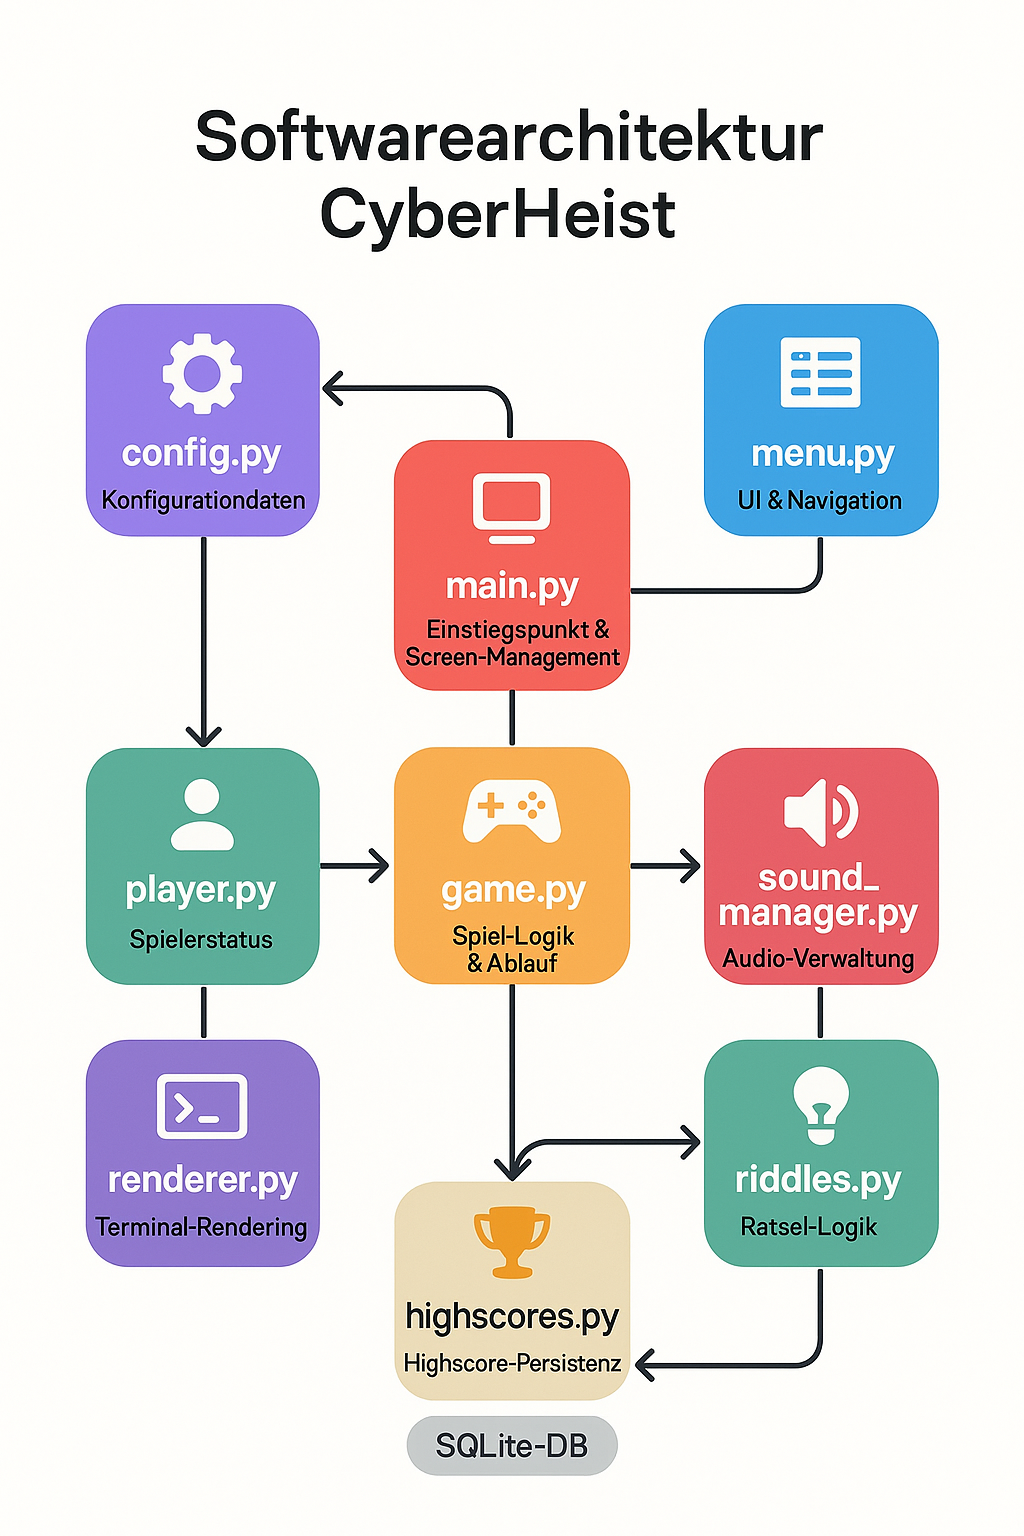 Softwarearchitektur
CyberHeist
config.py
Konfigurationdaten
menu.py
UI & Navigation
main.py
Einstiegspunkt &
Screen-Management
player.py
Spielerstatus
game.py
Spiel-Logik
& Ablauf
sound_
manager.py
Audio-Verwaltung
renderer.py
Terminal-Rendering
riddles.py
Ratsel-Logik
highscores.py
Highscore-Persistenz
SQLite-DB